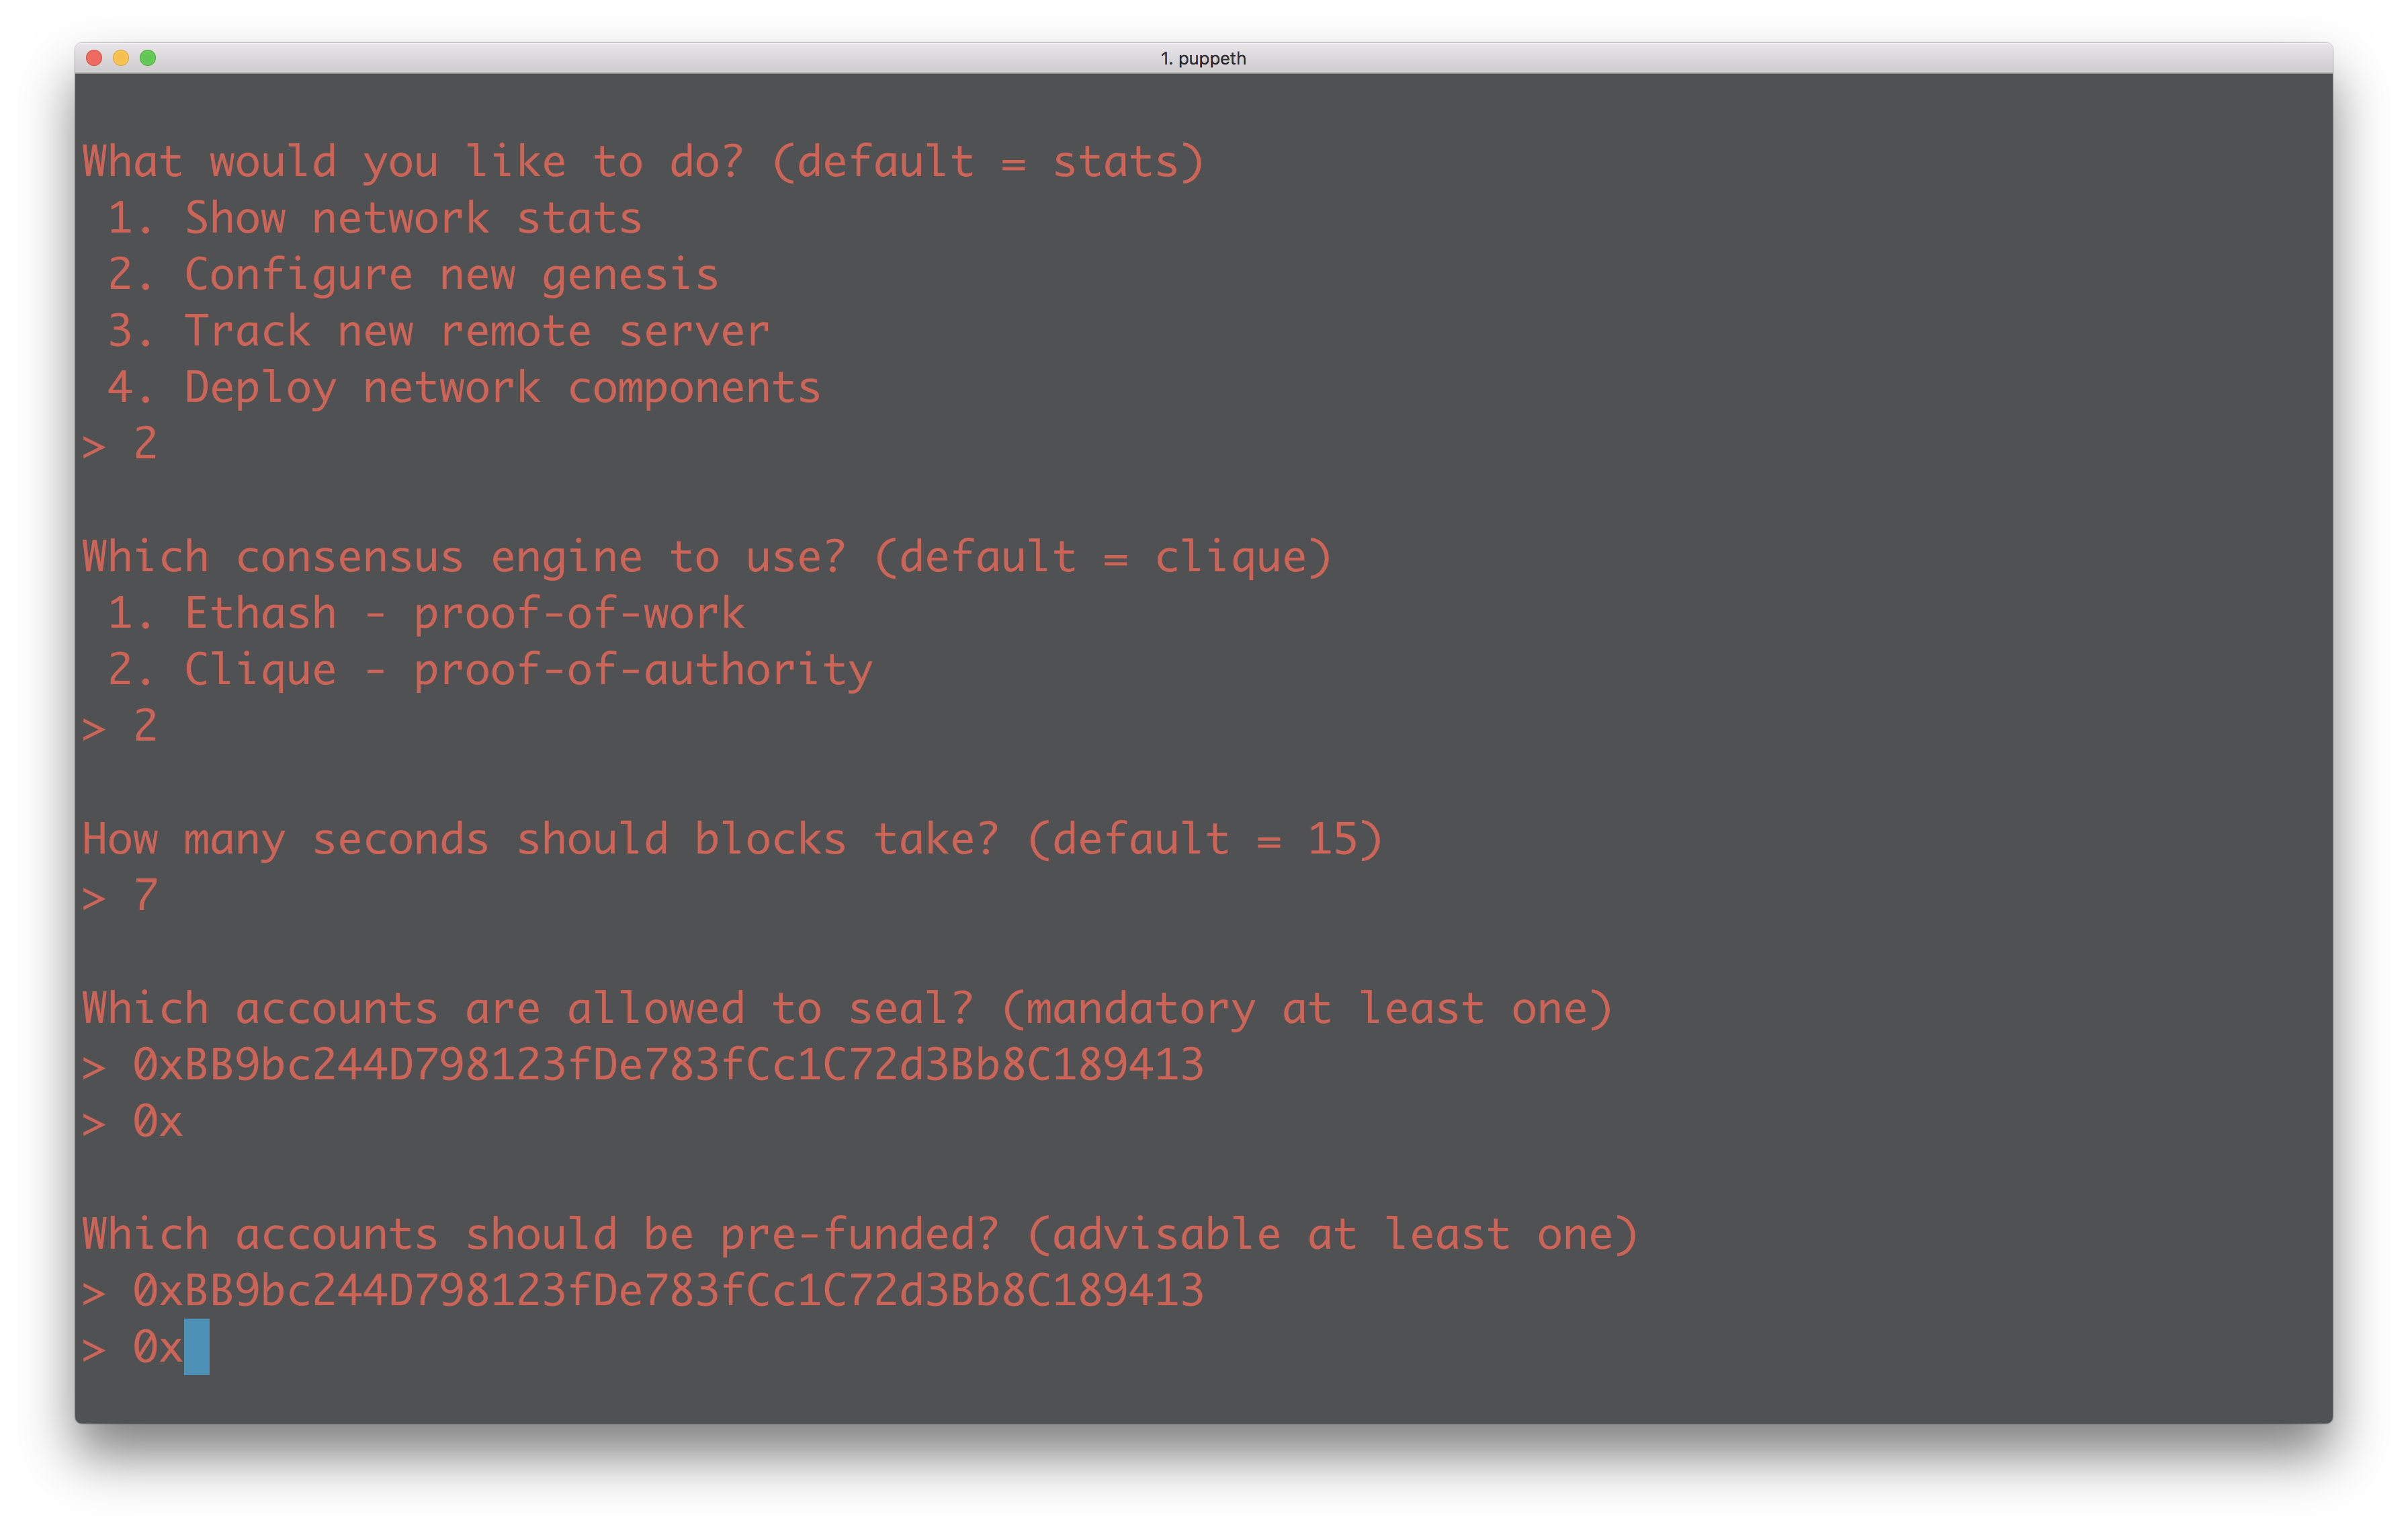 1. puppeth
What would you like to do? (default = stats)
1. Show network stats
2. Configure new genesis
3. Track new remote server
4. Deploy network components
> 2
Which consensus engine to use? (default = clique)
1. Ethash - proof-of-work
2. Clique - proof-of-authority
> 2
How many seconds should blocks take? (default = 15)
> 7
Which accounts are allowed to seal? (mandatory at least one)
> 0xBB9bc244D798123fDe783fCc1C72d3Bb8C189413
> 0x
Which accounts should be pre-funded? (advisable at least one)
> 0xBB9bc244D798123fDe783fCc1C72d3Bb8C189413
> 0x